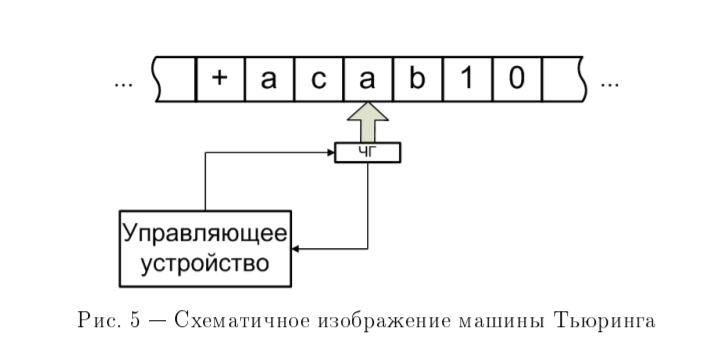 ... + a c a b 1 0 ...
ЧГ
Управляющее
устройство
Рис. 5 — Схематичное изображение машины Тьюринга